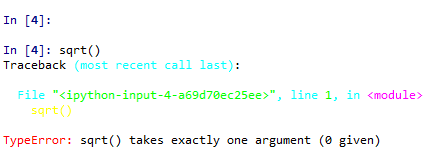 In [4]:
In [4]: sqrt()
Traceback (most recent call last):
File "<ipython-input-4-a69d70ec25ee>", line 1, in <module>
sqrt()
TypeError: sqrt() takes exactly one argument (0 given)